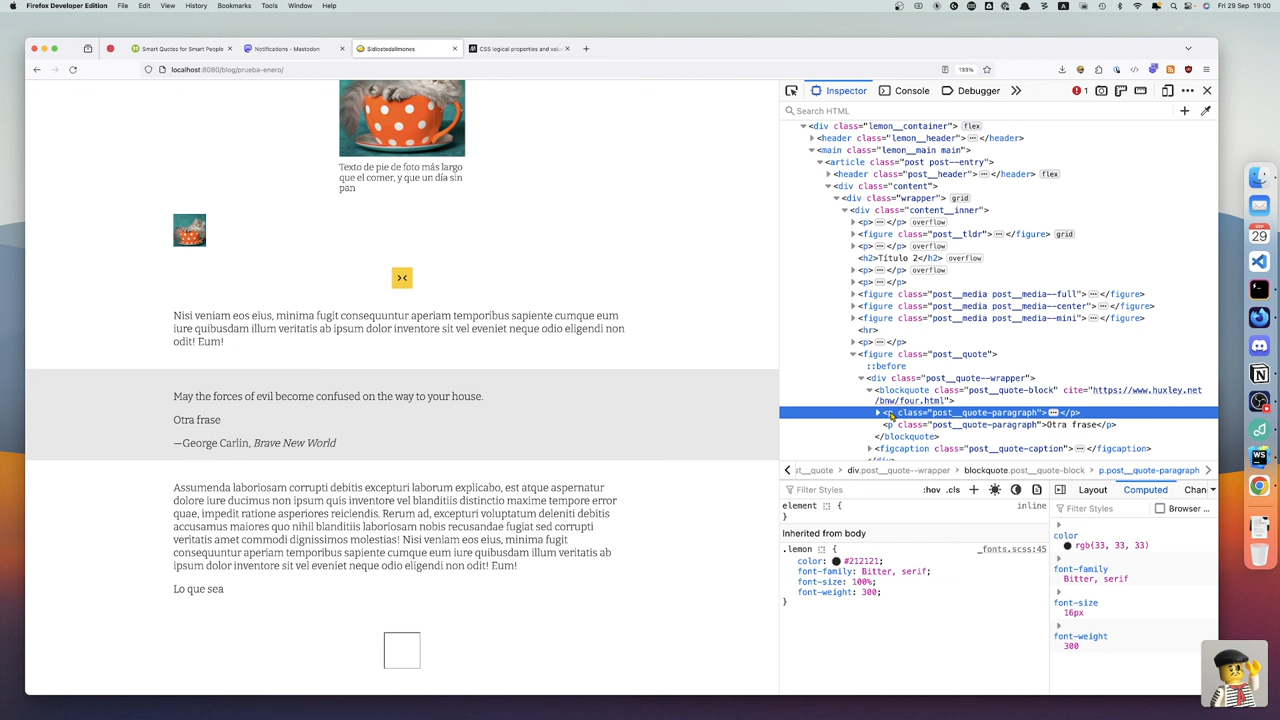 Firefox Developer Edition File Edit View History Bookmarks Tools Window Help Fri 29 Sep 19:00
Smart Quotes for Smart People Notifications - Mastodon Sidiostedalimones CSS logical properties and valu
localhost:8080/blog/prueba-enero/ 133%
Inspector Console Debugger 1
Search HTML
<div class="lemon__container"> flex
<header class="lemon__header"> </header>
<main class="lemon__main main">
<article class="post post--entry">
<header class="post__header"> </header> flex
<div class="content">
<div class="wrapper"> grid
<div class="content__inner">
<p> </p> overflow
<figure class="post__tldr"> </figure> grid
<p> </p> overflow
<h2>Título 2</h2> overflow
<p> </p> overflow
<p> </p>
<figure class="post__media post__media--full"> </figure>
<figure class="post__media post__media--center"> </figure>
<figure class="post__media post__media--mini"> </figure>
<hr>
<p> </p>
<figure class="post__quote">
::before
<div class="post__quote--wrapper">
<blockquote class="post__quote-block" cite="https://www.huxley.net
/bnw/four.html">
<p class="post__quote-paragraph"> </p>
<p class="post__quote-paragraph">Otra frase</p>
</blockquote>
<figcaption class="post__quote-caption"> </figcaption>
st__quote div.post__quote--wrapper blockquote.post__quote-block p.post__quote-paragraph
Filter Styles :hov .cls
element { inline
}
Inherited from body
.lemon { _fonts.scss:45
color: #212121;
font-family: Bitter, serif;
font-size: 100%;
font-weight: 300;
}
Layout Computed Chan
Filter Styles Browser ...
color
rgb(33, 33, 33)
font-family
Bitter, serif
font-size
16px
font-weight
300
Texto de pie de foto más largo
que el comer, y que un día sin
pan
Nisi veniam eos eius, minima fugit consequuntur aperiam temporibus sapiente cumque eum
iure quibusdam illum veritatis ab ipsum dolor inventore sit vel eveniet neque odio eligendi non
odit! Eum!
May the forces of evil become confused on the way to your house.
Otra frase
—George Carlin, Brave New World
Assumenda laboriosam corrupti debitis excepturi laborum explicabo, est atque aspernatur
dolore iure ducimus non ipsum quis inventore vel blanditiis distinctio maxime tempore error
quae, impedit ratione asperiores reiciendis. Rerum ad, excepturi voluptatum deleniti debitis
accusamus maiores quo nihil blanditiis laboriosam nobis recusandae fugiat sed corrupti
veritatis amet commodi dignissimos molestias! Nisi veniam eos eius, minima fugit
consequuntur aperiam temporibus sapiente cumque eum iure quibusdam illum veritatis ab
ipsum dolor inventore sit vel eveniet neque odio eligendi non odit! Eum!
Lo que sea
SEP
29
WS